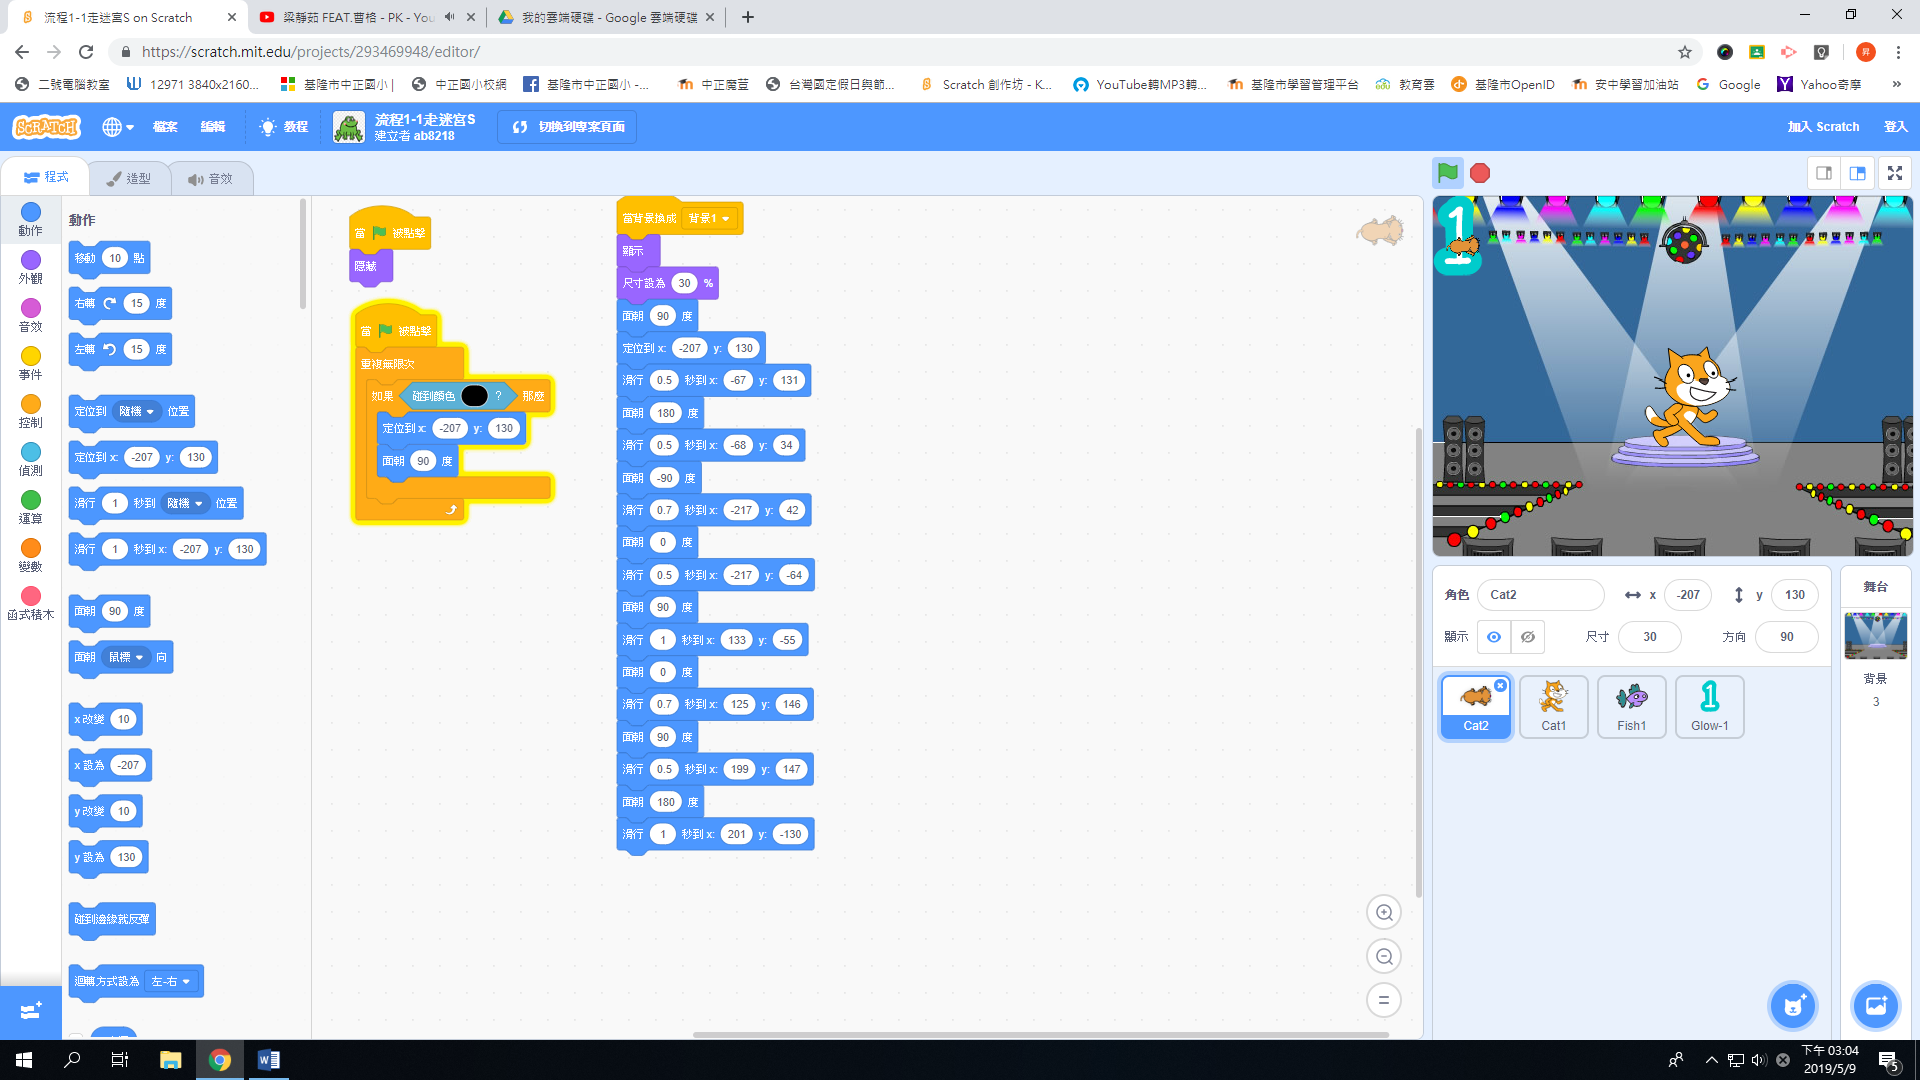 流程1-1走迷宮S on Scratch
梁靜茹 FEAT.曹格 - PK - You
我的雲端硬碟 - Google 雲端硬碟
https://scratch.mit.edu/projects/293469948/editor/
二號電腦教室
12971 3840x2160...
基隆市中正國小 |
中正國小校網
基隆市中正國小 -...
中正魔荳
台灣國定假日與節...
Scratch 創作坊 - K...
YouTube轉MP3轉...
基隆市學習管理平台
教育雲
基隆市OpenID
安中學習加油站
Google
Yahoo奇摩
»
SCRATCH
檔案
編輯
教程
流程1-1走迷宮S
建立者 ab8218
切換到專案頁面
加入 Scratch
登入
程式
造型
音效
動作
外觀
音效
事件
控制
偵測
運算
變數
函式積木
動作
移動 10 點
右轉 15 度
左轉 15 度
定位到 隨機 位置
定位到 x: -207 y: 130
滑行 1 秒到 隨機 位置
滑行 1 秒到 x: -207 y: 130
面朝 90 度
面朝 鼠標 向
x 改變 10
x 設為 -207
y 改變 10
y 設為 130
碰到邊緣就反彈
迴轉方式設為 左-右
當 被點擊
隱藏
當 被點擊
重複無限次
如果 碰到顏色 ? 那麼
定位到 x: -207 y: 130
面朝 90 度
當背景換成 背景1
顯示
尺寸設為 30 %
面朝 90 度
定位到 x: -207 y: 130
滑行 0.5 秒到 x: -67 y: 131
面朝 180 度
滑行 0.5 秒到 x: -68 y: 34
面朝 -90 度
滑行 0.7 秒到 x: -217 y: 42
面朝 0 度
滑行 0.5 秒到 x: -217 y: -64
面朝 90 度
滑行 1 秒到 x: 133 y: -55
面朝 0 度
滑行 0.7 秒到 x: 125 y: 146
面朝 90 度
滑行 0.5 秒到 x: 199 y: 147
面朝 180 度
滑行 1 秒到 x: 201 y: -130
1
角色 Cat2 x -207 y 130
顯示 尺寸 30 方向 90
Cat2
Cat1
Fish1
Glow-1
舞台
背景
3
下午 03:04
2019/5/9
5